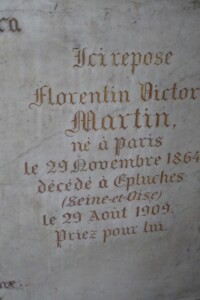 Ici repose
Florentin Victor
Martin,
né à Paris
le 29 Novembre 1864
décédé à Epluches
(Seine-et-Oise)
le 29 Août 1909.
Priez pour lui.